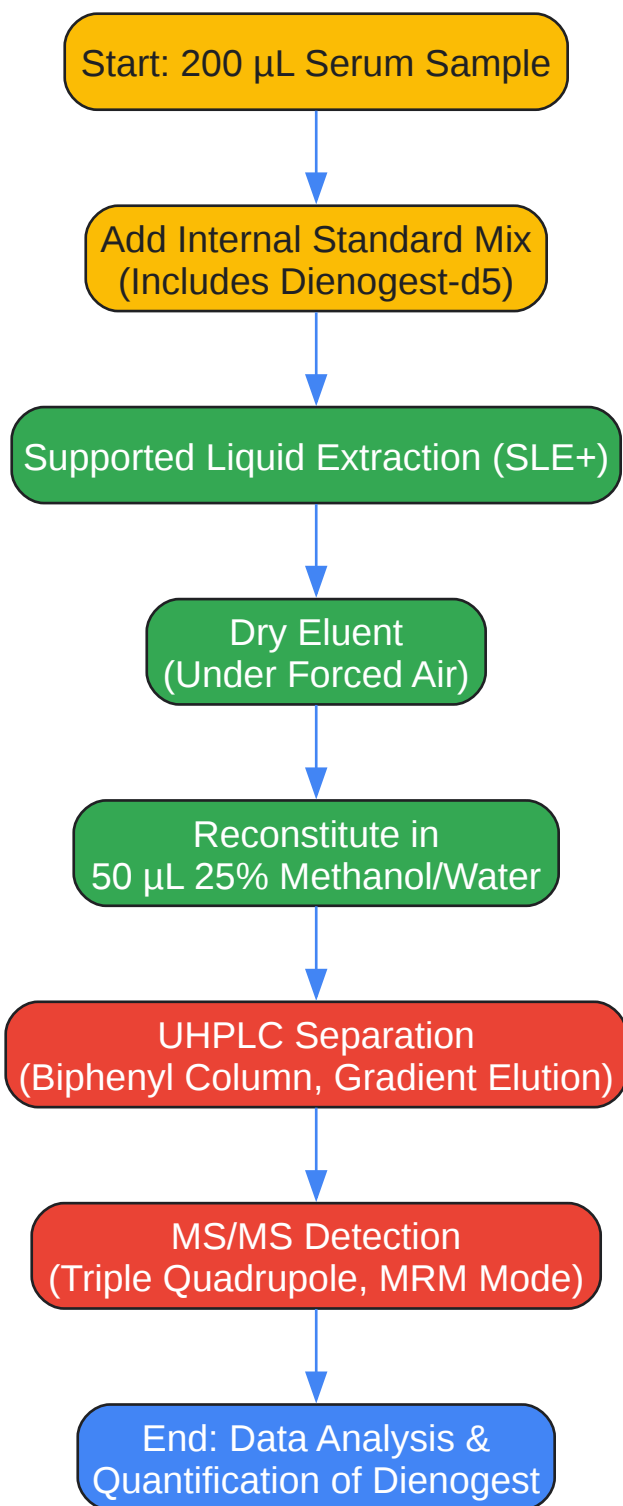 Start: 200 µL Serum Sample
Add Internal Standard Mix
(Includes Dienogest-d5)
Supported Liquid Extraction (SLE+)
Dry Eluent
(Under Forced Air)
Reconstitute in
50 µL 25% Methanol/Water
UHPLC Separation
(Biphenyl Column, Gradient Elution)
MS/MS Detection
(Triple Quadrupole, MRM Mode)
End: Data Analysis &
Quantification of Dienogest